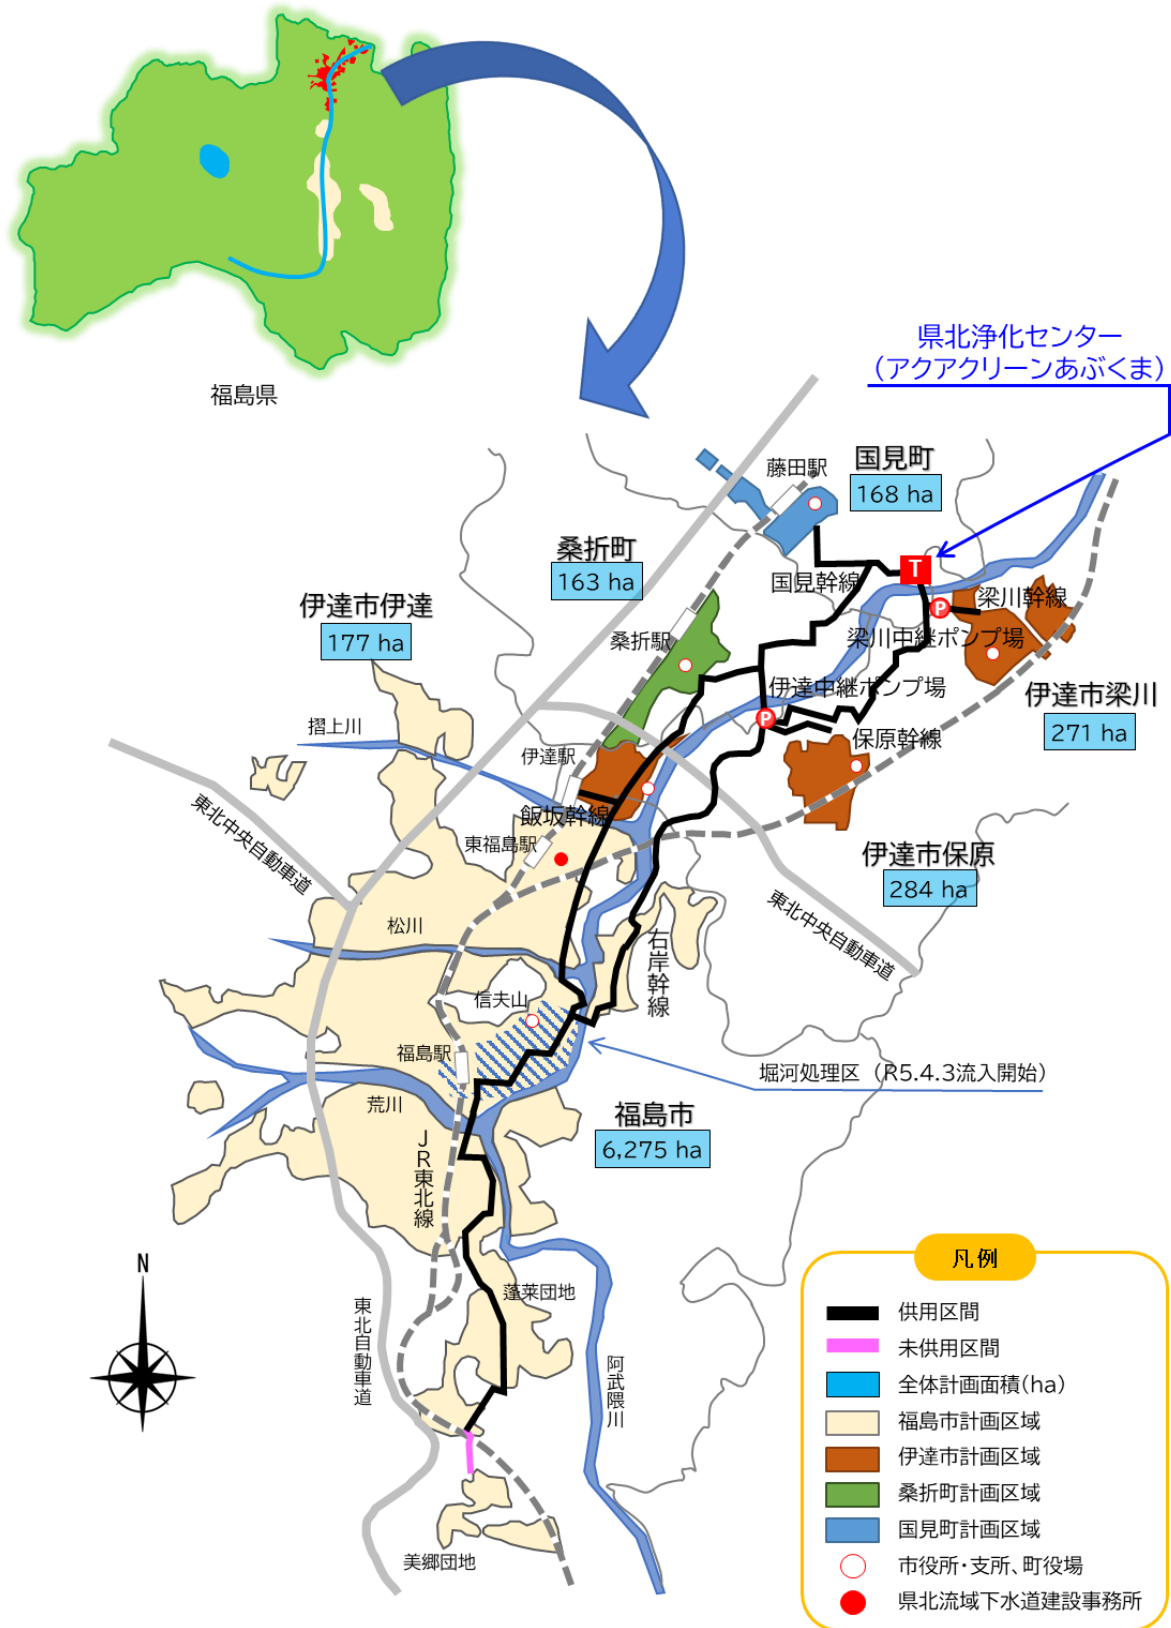 福島県
県北浄化センター
（アクアクリーンあぶくま）
藤田駅
国見町
168 ha
桑折町
163 ha
T
国見幹線
伊達市伊達
177 ha
P
梁川幹線
桑折駅
梁川中継ポンプ場
伊達中継ポンプ場
伊達市梁川
271 ha
P
摺上川
保原幹線
伊達駅
東北中央自動車道
飯坂幹線
東福島駅
伊達市保原
284 ha
東北中央自動車道
松川
右岸幹線
信夫山
福島駅
堀河処理区（R5.4.3流入開始）
荒川
福島市
6,275 ha
JR東北線
N
蓬莱団地
東北自動車道
阿武隈川
美郷団地
凡例
供用区間
未供用区間
全体計画面積(ha)
福島市計画区域
伊達市計画区域
桑折町計画区域
国見町計画区域
市役所・支所、町役場
県北流域下水道建設事務所